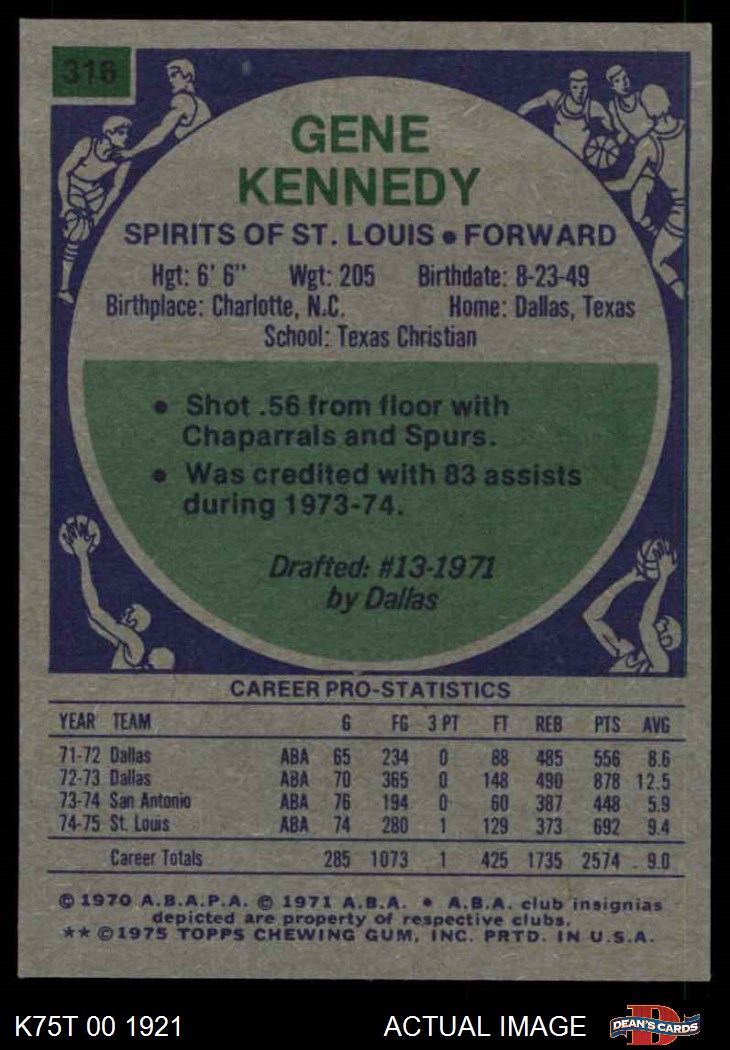 316
GENE
KENNEDY
SPIRITS OF ST. LOUIS • FORWARD
Hgt: 6' 6" Wgt: 205 Birthdate: 8-23-49
Birthplace: Charlotte, N.C. Home: Dallas, Texas
School: Texas Christian
• Shot .56 from floor with
Chaparrals and Spurs.
• Was credited with 83 assists
during 1973-74.
Drafted: #13-1971
by Dallas
CAREER PRO-STATISTICS
YEAR TEAM G FG 3 PT FT REB PTS AVG
71-72 Dallas ABA 65 234 0 88 485 556 8.6
72-73 Dallas ABA 70 365 0 148 490 878 12.5
73-74 San Antonio ABA 76 194 0 60 387 448 5.9
74-75 St. Louis ABA 74 280 1 129 373 692 9.4
Career Totals 285 1073 1 425 1735 2574 9.0
© 1970 A.B.A.P.A. © 1971 A.B.A. • A.B.A. club insignias
depicted are property of respective clubs.
** © 1975 TOPPS CHEWING GUM, INC. PRTD. IN U.S.A.
K75T 00 1921 ACTUAL IMAGE D DEAN'S CARDS